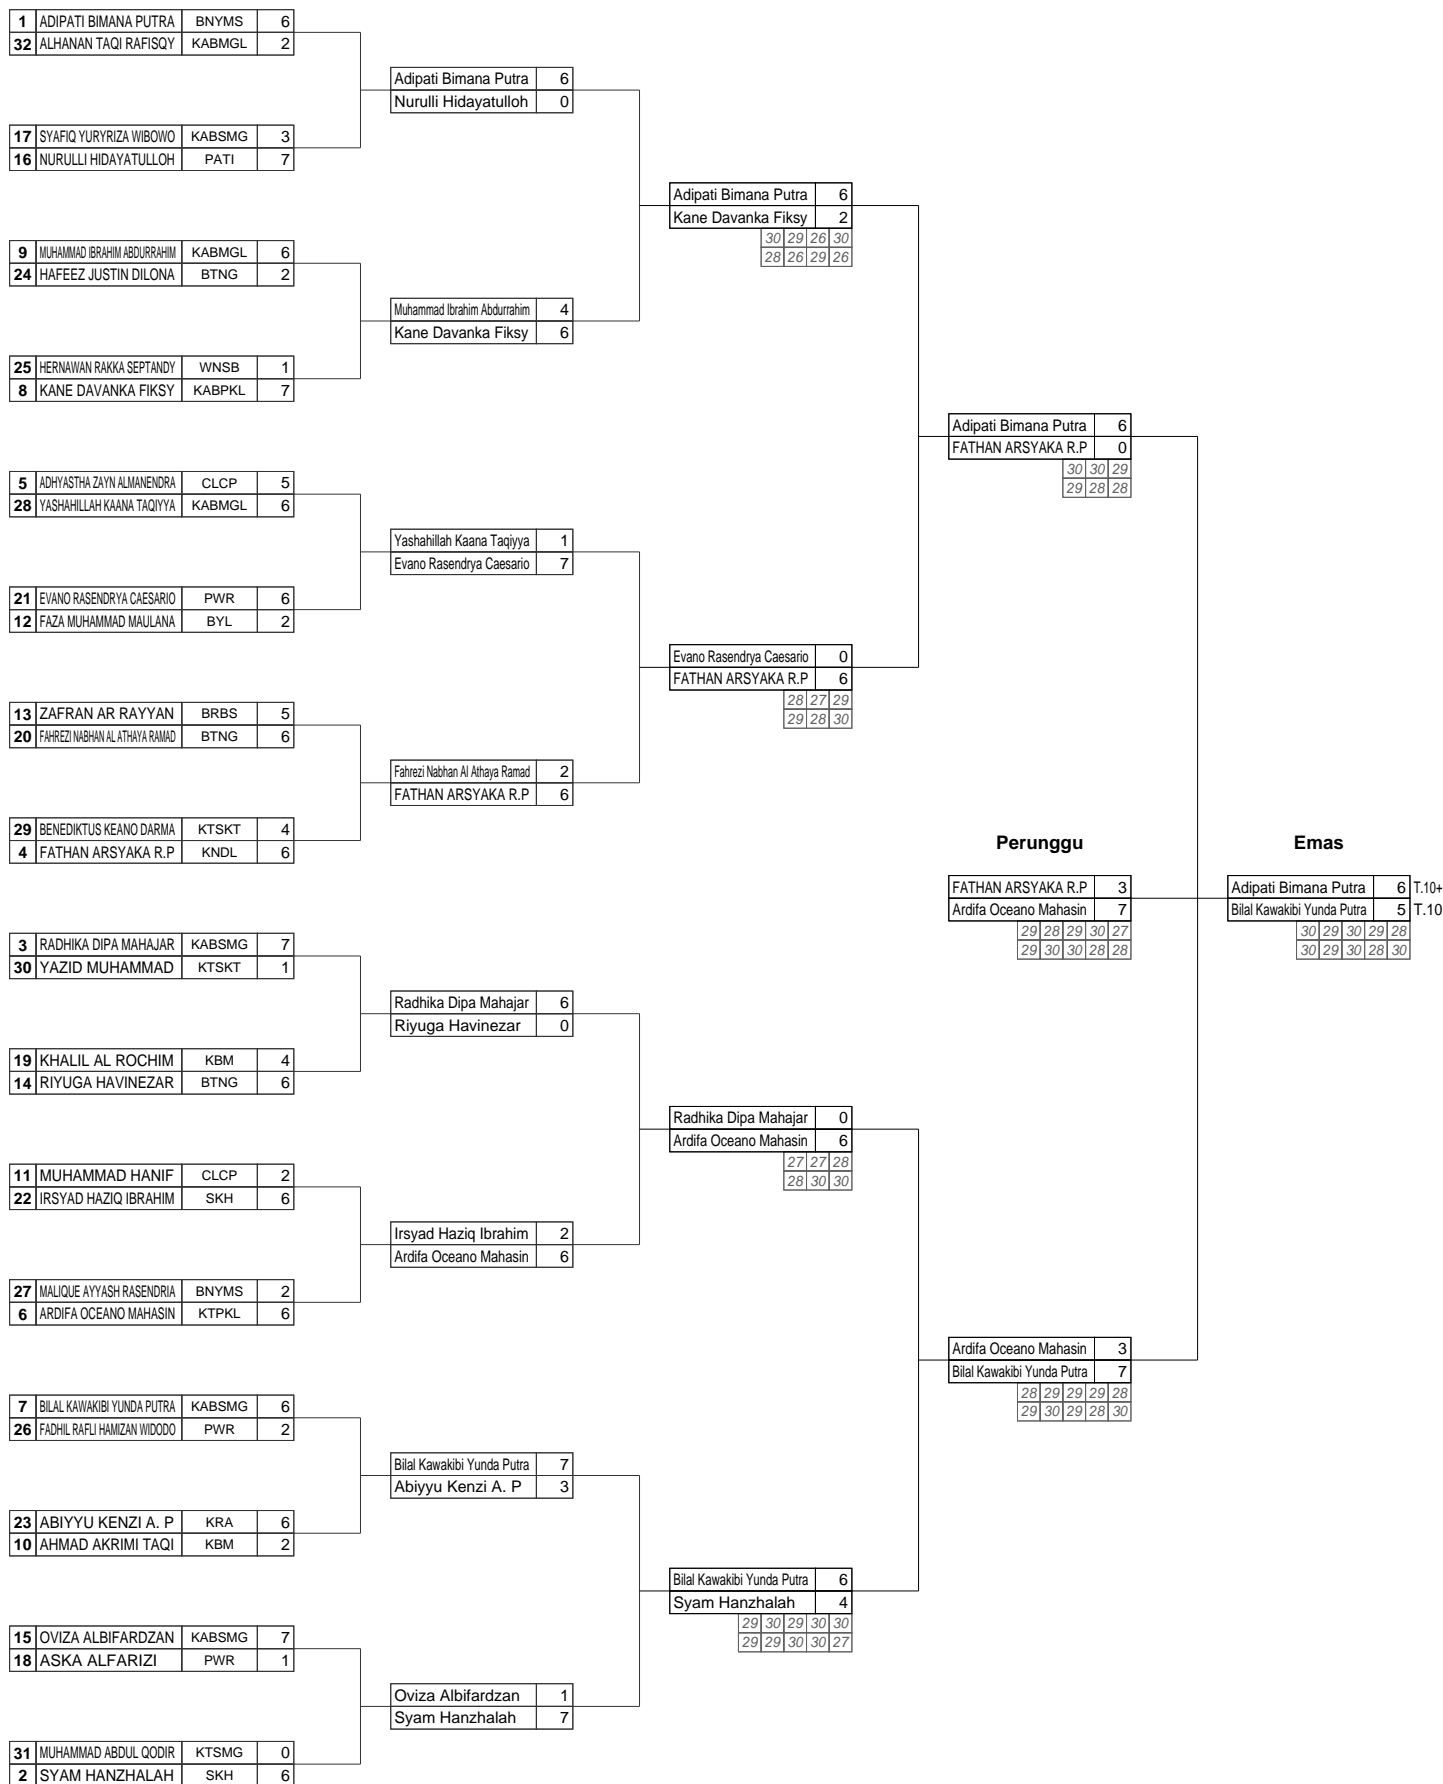 1 ADIPATI BIMANA PUTRA BNYMS 6
32 ALHANAN TAQI RAFISQY KABMGL 2
Adipati Bimana Putra 6
Nurulli Hidayatulloh 0
17 SYAFIQ YURYRIZA WIBOWO KABSMG 3
16 NURULLI HIDAYATULLOH PATI 7
Adipati Bimana Putra 6
Kane Davanka Fiksy 2
30 29 26 30
28 26 29 26
9 MUHAMMAD IBRAHIM ABDURRAHIM KABMGL 6
24 HAFEEZ JUSTIN DILONA BTNG 2
Muhammad Ibrahim Abdurrahim 4
Kane Davanka Fiksy 6
25 HERNAWAN RAKKA SEPTANDY WNSB 1
8 KANE DAVANKA FIKSY KABPKL 7
Adipati Bimana Putra 6
FATHAN ARSYAKA R.P 0
30 30 29
29 28 28
5 ADHYASTHA ZAYN ALMANENDRA CLCP 5
28 YASHAHILLAH KAANA TAQIYYA KABMGL 6
Yashahillah Kaana Taqiyya 1
Evano Rasendrya Caesario 7
21 EVANO RASENDRYA CAESARIO PWR 6
12 FAZA MUHAMMAD MAULANA BYL 2
Evano Rasendrya Caesario 0
FATHAN ARSYAKA R.P 6
28 27 29
29 28 30
13 ZAFRAN AR RAYYAN BRBS 5
20 FAHREZI NABHAN AL ATHAYA RAMAD BTNG 6
Fahrezi Nabhan Al Athaya Ramad 2
FATHAN ARSYAKA R.P 6
29 BENEDIKTUS KEANO DARMA KTSKT 4
4 FATHAN ARSYAKA R.P KNDL 6
Perunggu Emas
FATHAN ARSYAKA R.P 3
Ardifa Oceano Mahasin 7
29 28 29 30 27
29 30 30 28 28
Adipati Bimana Putra 6 T.10+
Bilal Kawakibi Yunda Putra 5 T.10
30 29 30 29 28
30 29 30 28 30
3 RADHIKA DIPA MAHAJAR KABSMG 7
30 YAZID MUHAMMAD KTSKT 1
Radhika Dipa Mahajar 6
Riyuga Havinezar 0
19 KHALIL AL ROCHIM KBM 4
14 RIYUGA HAVINEZAR BTNG 6
Radhika Dipa Mahajar 0
Ardifa Oceano Mahasin 6
27 27 28
28 30 30
11 MUHAMMAD HANIF CLCP 2
22 IRSYAD HAZIQ IBRAHIM SKH 6
Irsyad Haziq Ibrahim 2
Ardifa Oceano Mahasin 6
27 MALIQUE AYYASH RASENDRIA BNYMS 2
6 ARDIFA OCEANO MAHASIN KTPKL 6
Ardifa Oceano Mahasin 3
Bilal Kawakibi Yunda Putra 7
28 29 29 29 28
29 30 29 28 30
7 BILAL KAWAKIBI YUNDA PUTRA KABSMG 6
26 FADHIL RAFLI HAMIZAN WIDODO PWR 2
Bilal Kawakibi Yunda Putra 7
Abiyyu Kenzi A. P 3
23 ABIYYU KENZI A. P KRA 6
10 AHMAD AKRIMI TAQI KBM 2
Bilal Kawakibi Yunda Putra 6
Syam Hanzhalah 4
29 30 29 30 30
29 29 30 30 27
15 OVIZA ALBIFARDZAN KABSMG 7
18 ASKA ALFARIZI PWR 1
Oviza Albifardzan 1
Syam Hanzhalah 7
31 MUHAMMAD ABDUL QODIR KTSMG 0
2 SYAM HANZHALAH SKH 6